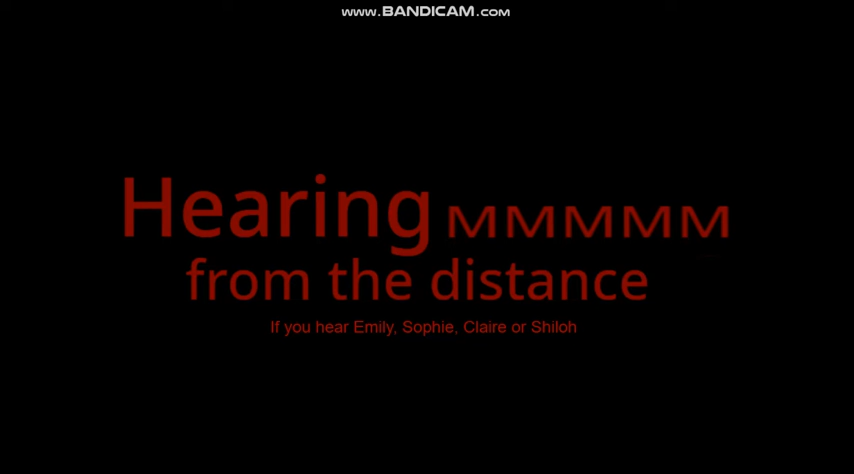 www.BANDICAM.com
Hearing MMMMM
from the distance
If you hear Emily, Sophie, Claire or Shiloh